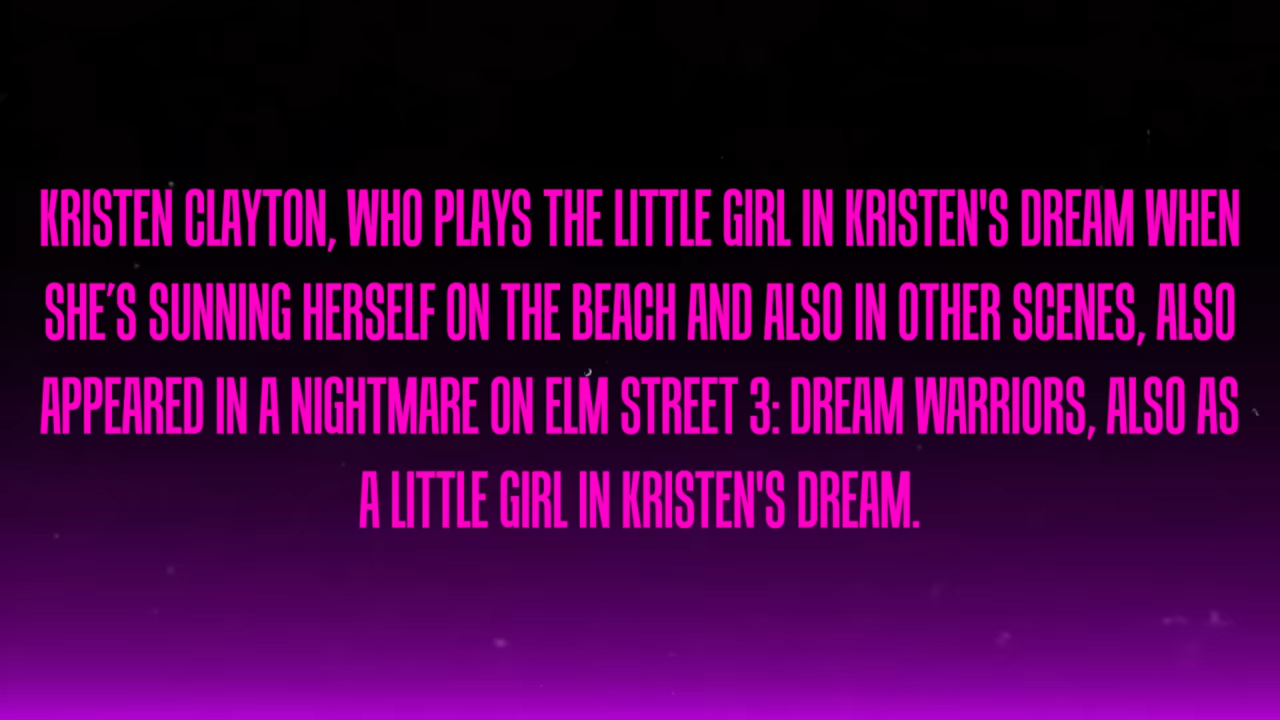 KRISTEN CLAYTON, WHO PLAYS THE LITTLE GIRL IN KRISTEN'S DREAM WHEN
SHE'S SUNNING HERSELF ON THE BEACH AND ALSO IN OTHER SCENES, ALSO
APPEARED IN A NIGHTMARE ON ELM STREET 3: DREAM WARRIORS, ALSO AS
A LITTLE GIRL IN KRISTEN'S DREAM.